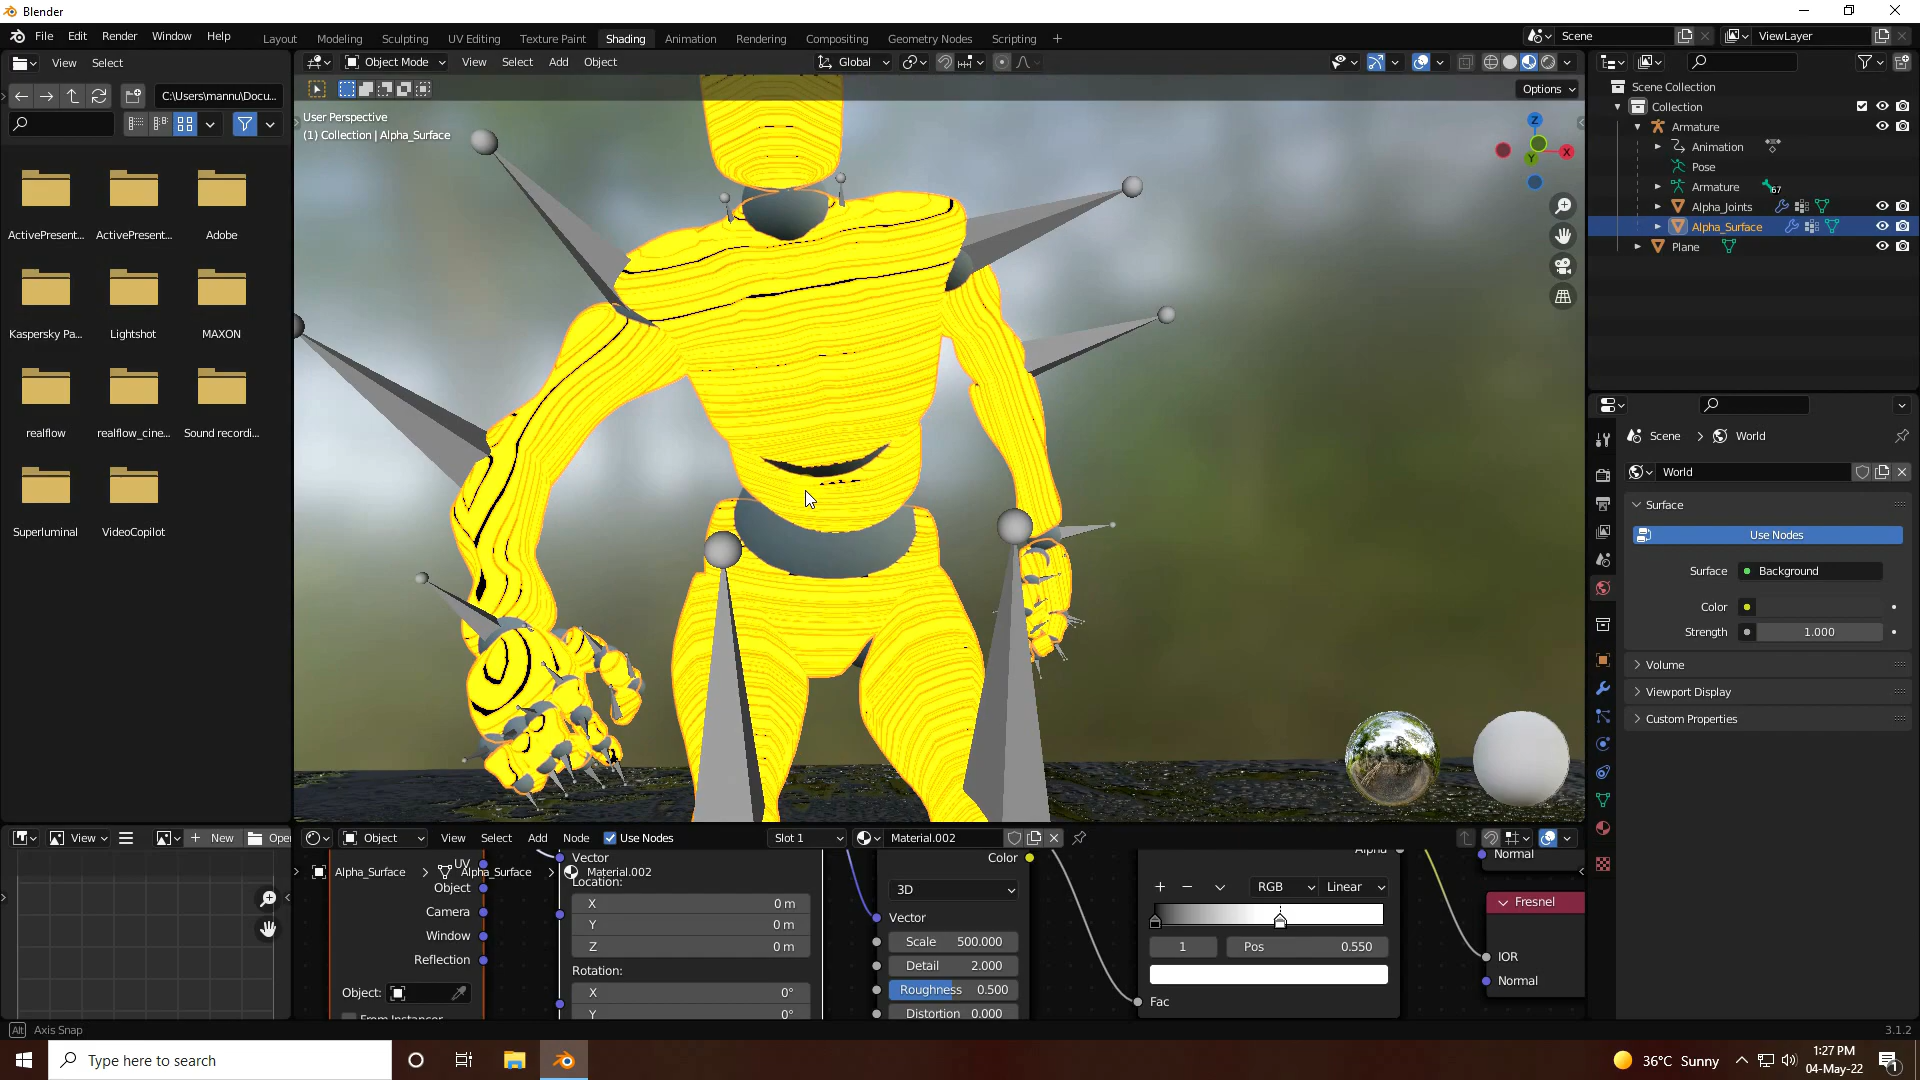 Blender
File Edit Render Window Help
Layout Modeling Sculpting UV Editing Texture Paint Shading Animation Rendering Compositing Geometry Nodes Scripting +
Scene
ViewLayer
View Select
Object Mode View Select Add Object
Global
C:\Users\mannu\Docu...
Options
User Perspective
(1) Collection | Alpha_Surface
Z
X
Y
Scene Collection
Collection
Armature
Animation
Pose
Armature 67
Alpha_Joints
Alpha_Surface
Plane
ActivePresent... ActivePresent... Adobe
Kaspersky Pa... Lightshot MAXON
realflow realflow_cine... Sound recordi...
Superluminal VideoCopilot
Scene > World
World
Surface
Use Nodes
Surface Background
Color
Strength 1.000
Volume
Viewport Display
Custom Properties
View + New Open
Object View Select Add Node Use Nodes Slot 1 Material.002
Alpha_Surface > Alpha_Surface > Material.002
UV
Object
Camera
Window
Reflection
Object:
From Instancer
Vector
Location:
X 0 m
Y 0 m
Z 0 m
Rotation:
X 0°
Y 0°
Color
3D
Vector
Scale 500.000
Detail 2.000
Roughness 0.500
Distortion 0.000
Alpha
+ − RGB Linear
1 Pos 0.550
Fac
Normal
Fresnel
IOR
Normal
Alt Axis Snap
3.1.2
Type here to search
36°C Sunny
1:27 PM
04-May-22
1